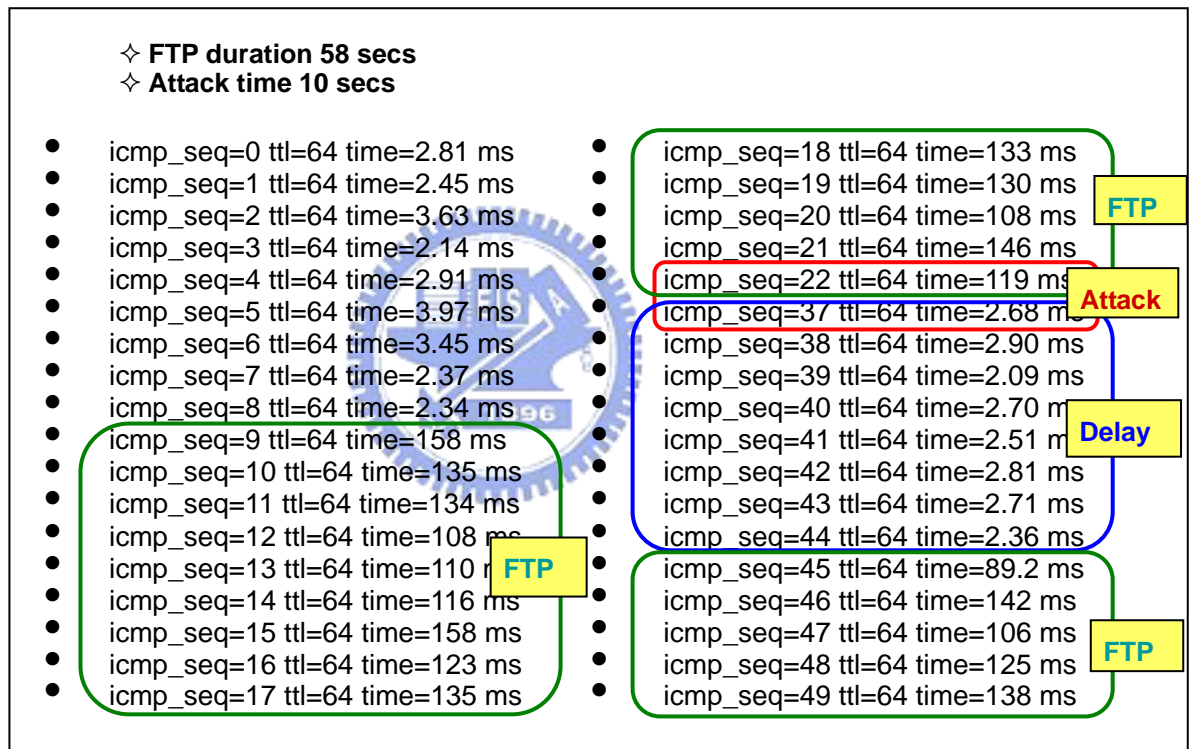 ✧ FTP duration 58 secs
✧ Attack time 10 secs
• icmp_seq=0 ttl=64 time=2.81 ms
• icmp_seq=1 ttl=64 time=2.45 ms
• icmp_seq=2 ttl=64 time=3.63 ms
• icmp_seq=3 ttl=64 time=2.14 ms
• icmp_seq=4 ttl=64 time=2.91 ms
• icmp_seq=5 ttl=64 time=3.97 ms
• icmp_seq=6 ttl=64 time=3.45 ms
• icmp_seq=7 ttl=64 time=2.37 ms
• icmp_seq=8 ttl=64 time=2.34 ms
• icmp_seq=9 ttl=64 time=158 ms
• icmp_seq=10 ttl=64 time=135 ms
• icmp_seq=11 ttl=64 time=134 ms
• icmp_seq=12 ttl=64 time=108 ms
• icmp_seq=13 ttl=64 time=110 m
FTP
• icmp_seq=14 ttl=64 time=116 ms
• icmp_seq=15 ttl=64 time=158 ms
• icmp_seq=16 ttl=64 time=123 ms
• icmp_seq=17 ttl=64 time=135 ms
• icmp_seq=18 ttl=64 time=133 ms
• icmp_seq=19 ttl=64 time=130 ms
FTP
• icmp_seq=20 ttl=64 time=108 ms
• icmp_seq=21 ttl=64 time=146 ms
• icmp_seq=22 ttl=64 time=119 ms
Attack
• icmp_seq=37 ttl=64 time=2.68 ms
• icmp_seq=38 ttl=64 time=2.90 ms
• icmp_seq=39 ttl=64 time=2.09 ms
• icmp_seq=40 ttl=64 time=2.70 m
Delay
• icmp_seq=41 ttl=64 time=2.51 m
• icmp_seq=42 ttl=64 time=2.81 ms
• icmp_seq=43 ttl=64 time=2.71 ms
• icmp_seq=44 ttl=64 time=2.36 ms
• icmp_seq=45 ttl=64 time=89.2 ms
• icmp_seq=46 ttl=64 time=142 ms
• icmp_seq=47 ttl=64 time=106 ms
FTP
• icmp_seq=48 ttl=64 time=125 ms
• icmp_seq=49 ttl=64 time=138 ms